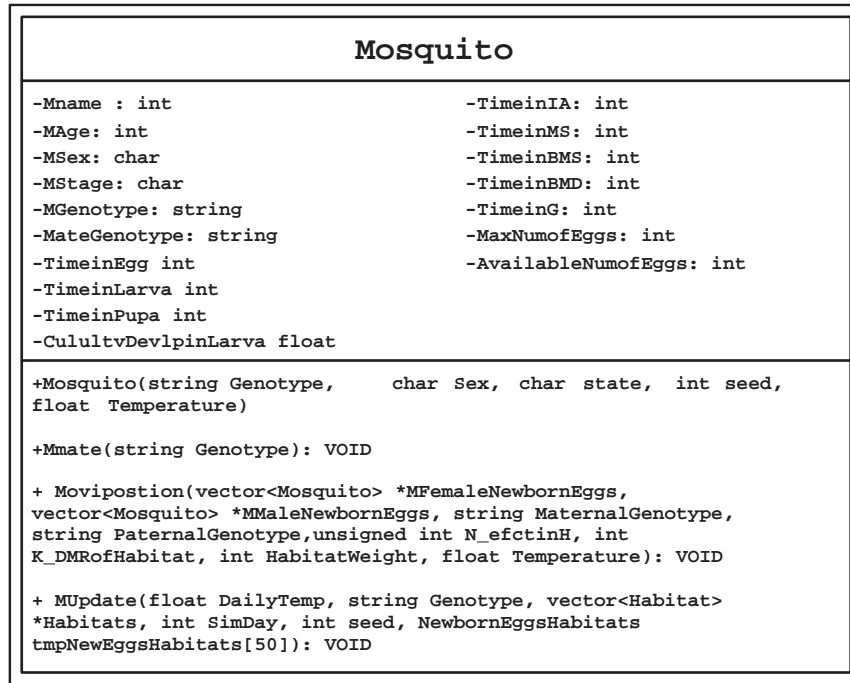 Mosquito
-Mname : int
-MAge: int
-MSex: char
-MStage: char
-MGenotype: string
-MateGenotype: string
-TimeinEgg int
-TimeinLarva int
-TimeinPupa int
-CulultvDevlpinLarva float
-TimeinIA: int
-TimeinMS: int
-TimeinBMS: int
-TimeinBMD: int
-TimeinG: int
-MaxNumofEggs: int
-AvailableNumofEggs: int
+Mosquito(string Genotype, char Sex, char state, int seed,
float Temperature)
+Mmate(string Genotype): VOID
+ Movipostion(vector<Mosquito> *MFemaleNewbornEggs,
vector<Mosquito> *MMaleNewbornEggs, string MaternalGenotype,
string PaternalGenotype,unsigned int N_efctinH, int
K_DMRofHabitat, int HabitatWeight, float Temperature): VOID
+ MUpdate(float DailyTemp, string Genotype, vector<Habitat>
*Habitats, int SimDay, int seed, NewbornEggsHabitats
tmpNewEggsHabitats[50]): VOID